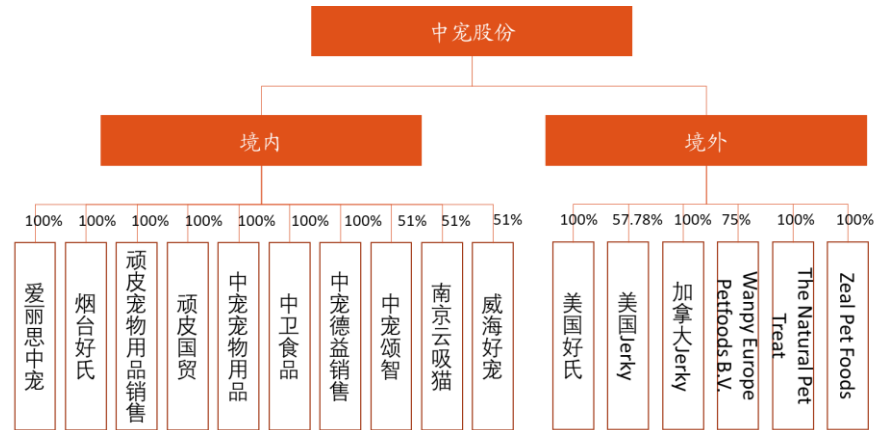 中宠股份
境内
境外
100%
100%
100%
100%
100%
100%
100%
51%
51%
51%
100%
57.78%
100%
75%
100%
100%
爱丽思中宠
烟台好氏
顽皮宠物用品销售
顽皮国贸
中宠宠物用品
中卫食品
中宠德益销售
中宠颂智
南京云吸猫
威海好宠
美国好氏
美国Jerky
加拿大Jerky
Wanpy Europe
Petfoods B.V.
The Natural Pet
Treat
Zeal Pet Foods